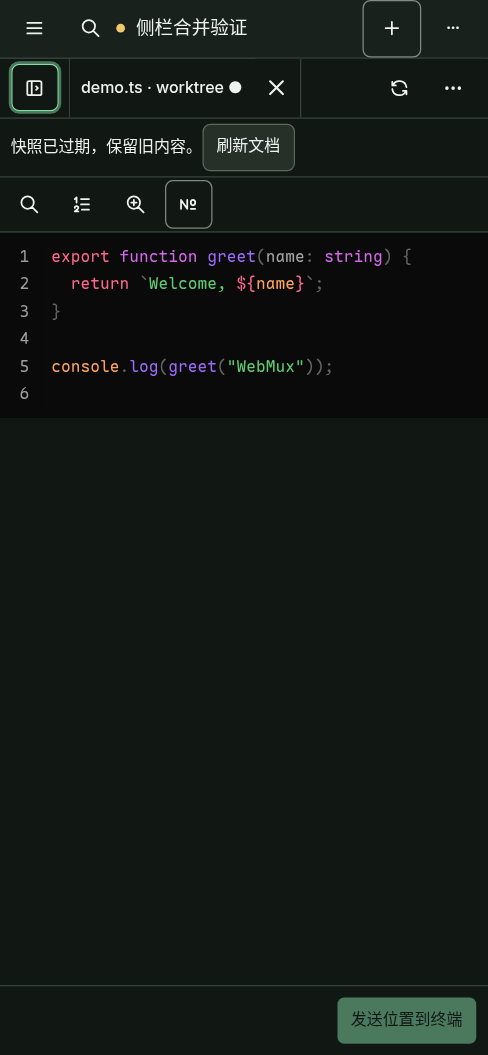 侧栏合并验证
demo.ts · worktree
快照已过期，保留旧内容。 刷新文档
№
1 export function greet(name: string) {
2   return `Welcome, ${name}`;
3 }
4
5 console.log(greet("WebMux"));
6
发送位置到终端